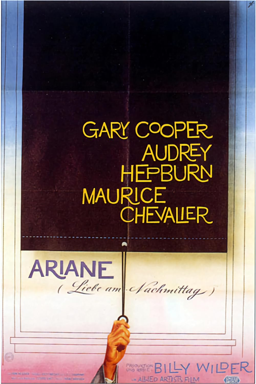 GARY COOPER
AUDREY
HEPBURN
MAURICE
CHEVALIER
ARIANE
(Liebe am Nachmittag)
BILLY WILDER